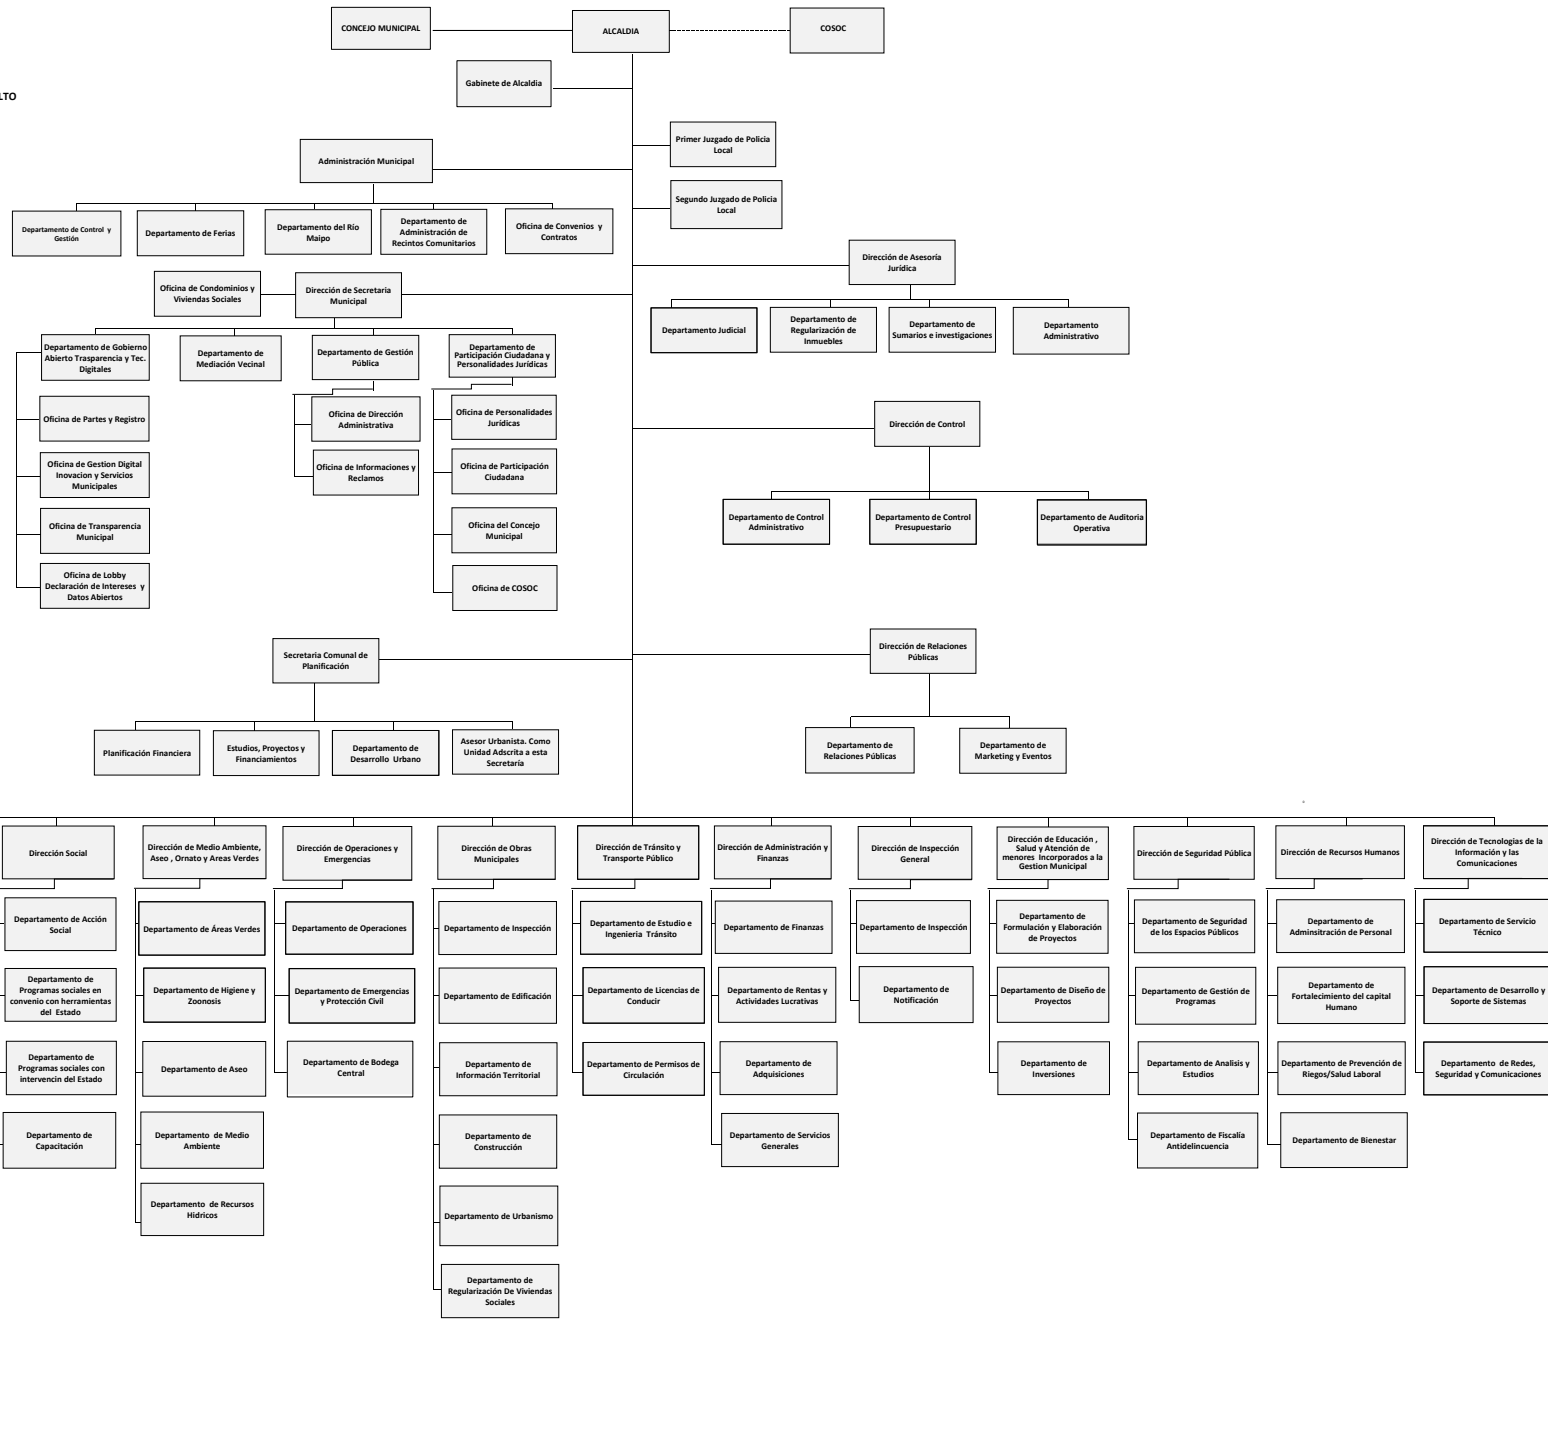 CONCEJO MUNICIPAL
ALCALDIA
COSOC
Gabinete de Alcaldia
LTO
Primer Juzgado de Policia
Local
Administración Municipal
Segundo Juzgado de Policia
Local
Departamento de Control y
Gestión
Departamento de Ferias
Departamento del Río
Maipo
Departamento de
Administración de
Recintos Comunitarios
Oficina de Convenios y
Contratos
Dirección de Asesoría
Jurídica
Oficina de Condominios y
Viviendas Sociales
Dirección de Secretaria
Municipal
Departamento Judicial
Departamento de
Regularización de
Inmuebles
Departamento de
Sumarios e investigaciones
Departamento
Administrativo
Departamento de Gobierno
Abierto Trasparencia y Tec.
Digitales
Departamento de
Mediación Vecinal
Departamento de Gestión
Pública
Departamento de
Participación Ciudadana y
Personalidades Jurídicas
Oficina de Partes y Registro
Oficina de Dirección
Administrativa
Oficina de Personalidades
Jurídicas
Dirección de Control
Oficina de Gestion Digital
Inovacion y Servicios
Municipales
Oficina de Informaciones y
Reclamos
Oficina de Participación
Ciudadana
Oficina de Transparencia
Municipal
Oficina del Concejo
Municipal
Departamento de Control
Administrativo
Departamento de Control
Presupuestario
Departamento de Auditoria
Operativa
Oficina de Lobby
Declaración de Intereses y
Datos Abiertos
Oficina de COSOC
Secretaria Comunal de
Planificación
Dirección de Relaciones
Públicas
Planificación Financiera
Estudios, Proyectos y
Financiamientos
Departamento de
Desarrollo Urbano
Asesor Urbanista. Como
Unidad Adscrita a esta
Secretaría
Departamento de
Relaciones Públicas
Departamento de
Marketing y Eventos
Dirección Social
Dirección de Medio Ambiente,
Aseo , Ornato y Areas Verdes
Dirección de Operaciones y
Emergencias
Dirección de Obras
Municipales
Dirección de Tránsito y
Transporte Público
Dirección de Administración y
Finanzas
Dirección de Inspección
General
Dirección de Educación ,
Salud y Atención de
menores Incorporados a la
Gestion Municipal
Dirección de Seguridad Pública
Dirección de Recursos Humanos
Dirección de Tecnologias de la
Información y las
Comunicaciones
Departamento de Acción
Social
Departamento de Áreas Verdes
Departamento de Operaciones
Departamento de Inspección
Departamento de Estudio e
Ingenieria Tránsito
Departamento de Finanzas
Departamento de Inspección
Departamento de
Formulación y Elaboración
de Proyectos
Departamento de Seguridad
de los Espacios Públicos
Departamento de
Adminsitración de Personal
Departamento de Servicio
Técnico
Departamento de
Programas sociales en
convenio con herramientas
del Estado
Departamento de Higiene y
Zoonosis
Departamento de Emergencias
y Protección Civil
Departamento de Edificación
Departamento de Licencias de
Conducir
Departamento de Rentas y
Actividades Lucrativas
Departamento de
Notificación
Departamento de Diseño de
Proyectos
Departamento de Gestión de
Programas
Departamento de
Fortalecimiento del capital
Humano
Departamento de Desarrollo y
Soporte de Sistemas
Departamento de
Programas sociales con
intervencin del Estado
Departamento de Aseo
Departamento de Bodega
Central
Departamento de
Información Territorial
Departamento de Permisos de
Circulación
Departamento de
Adquisiciones
Departamento de
Inversiones
Departamento de Analisis y
Estudios
Departamento de Prevención de
Riegos/Salud Laboral
Departamento de Redes,
Seguridad y Comunicaciones
Departamento de
Capacitación
Departamento de Medio
Ambiente
Departamento de
Construcción
Departamento de Servicios
Generales
Departamento de Fiscalía
Antidelincuencia
Departamento de Bienestar
Departamento de Recursos
Hidricos
Departamento de Urbanismo
Departamento de
Regularización De Viviendas
Sociales